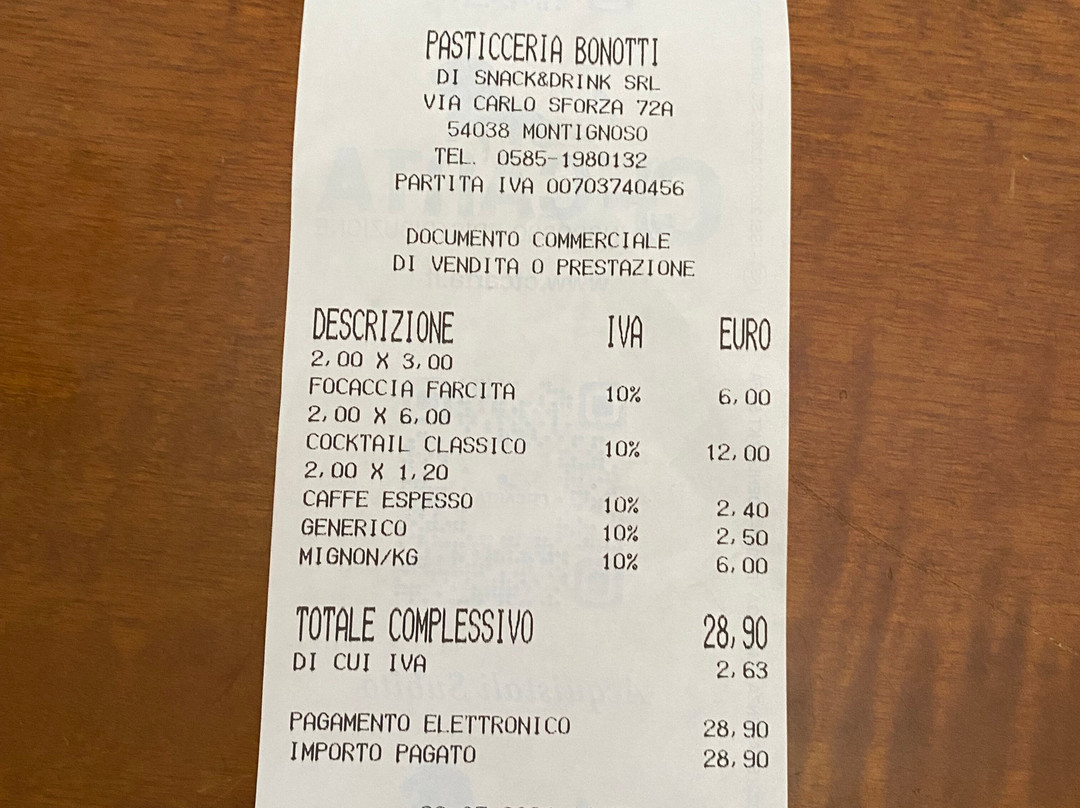 PASTICCERIA BONOTTI
DI SNACK&DRINK SRL
VIA CARLO SFORZA 72A
54038 MONTIGNOSO
TEL. 0585-1980132
PARTITA IVA 00703740456
DOCUMENTO COMMERCIALE
DI VENDITA O PRESTAZIONE
DESCRIZIONE IVA EURO
2,00 X 3,00
FOCACCIA FARCITA 10% 6,00
2,00 X 6,00
COCKTAIL CLASSICO 10% 12,00
2,00 X 1,20
CAFFE ESPESSO 10% 2,40
GENERICO 10% 2,50
MIGNON/KG 10% 6,00
TOTALE COMPLESSIVO 28,90
DI CUI IVA 2,63
PAGAMENTO ELETTRONICO 28,90
IMPORTO PAGATO 28,90